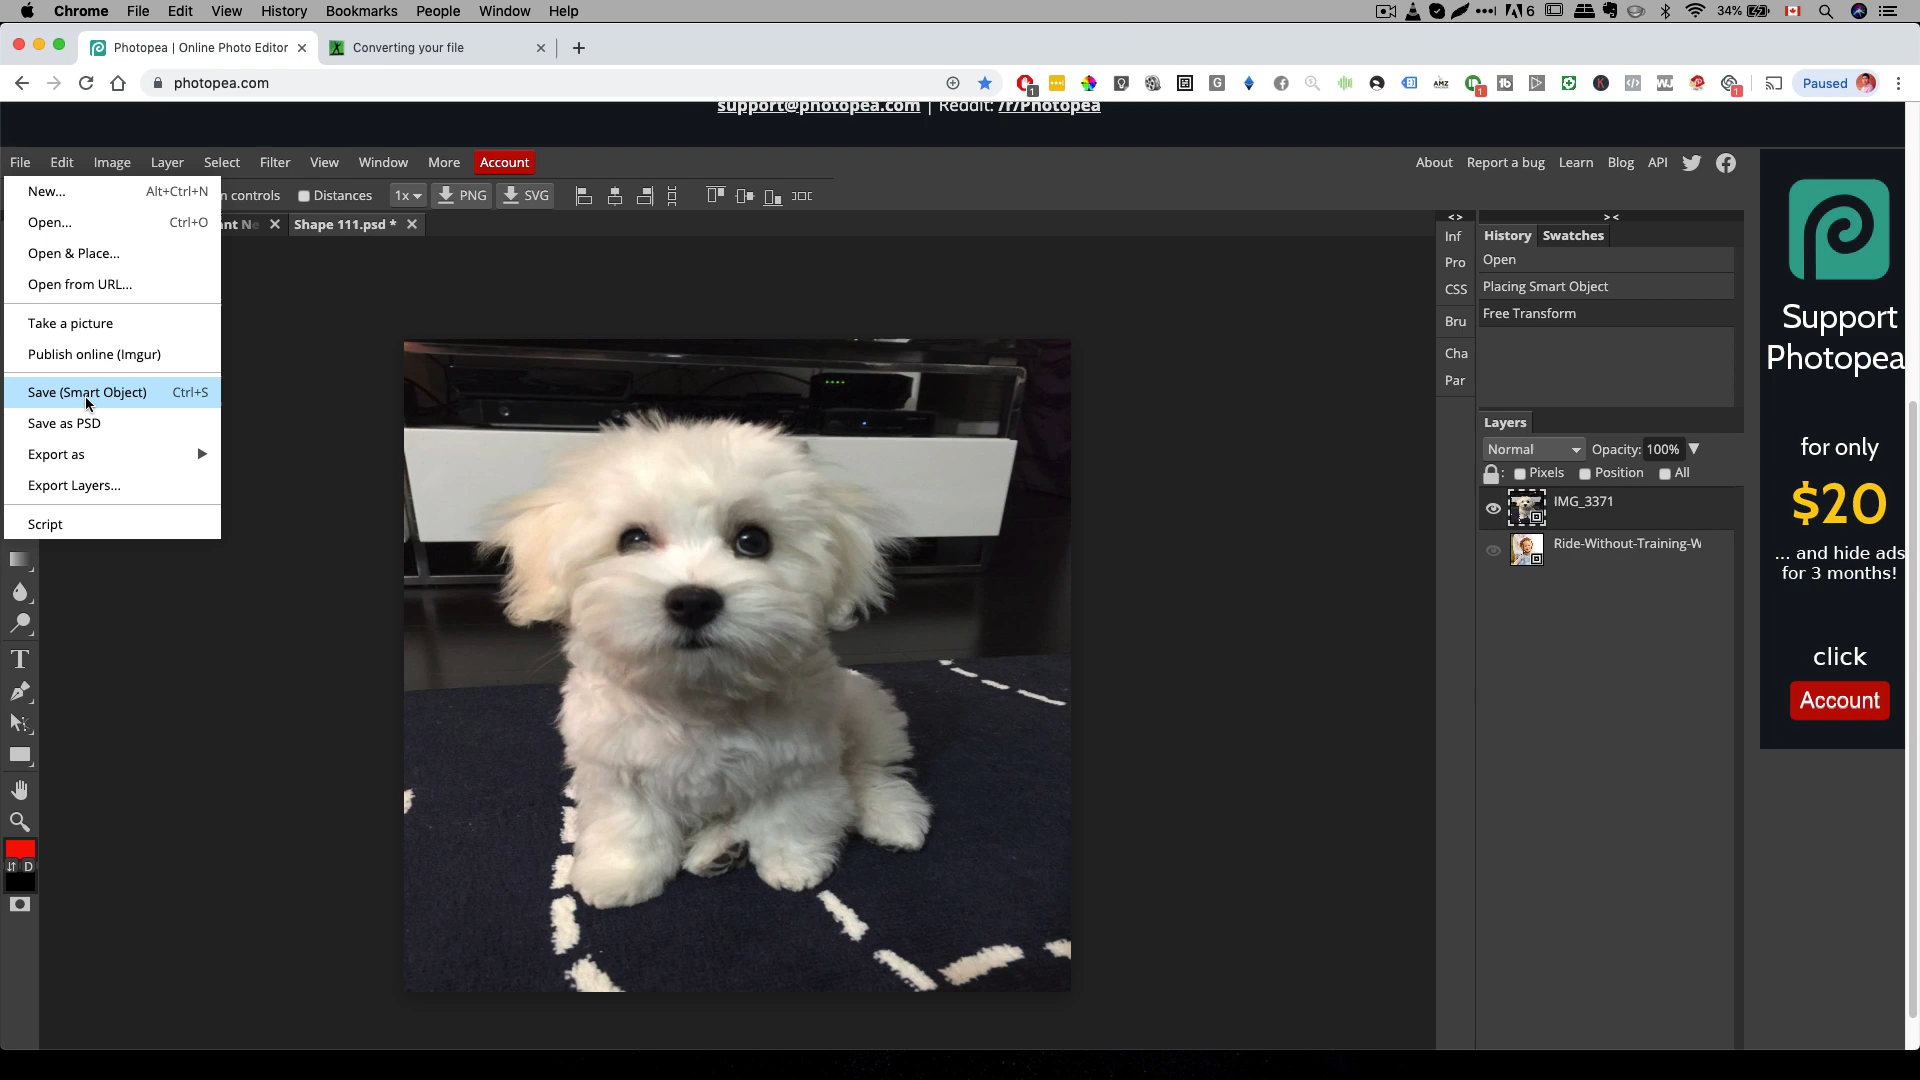 Chrome File Edit View History Bookmarks People Window Help
6 34%
Photopea | Online Photo Editor
Converting your file
photopea.com
Paused
support@photopea.com | Reddit: /r/Photopea
File Edit Image Layer Select Filter View Window More Account
About Report a bug Learn Blog API
New... Alt+Ctrl+N
controls Distances 1x PNG SVG
Open... Ctrl+O
Shape 111.psd *
Open & Place...
Open from URL...
Take a picture
Publish online (Imgur)
Save (Smart Object) Ctrl+S
Save as PSD
Export as
Export Layers...
Script
D
Inf
Pro
CSS
Bru
Cha
Par
History Swatches
Open
Placing Smart Object
Free Transform
Layers
Normal Opacity: 100%
: Pixels Position All
IMG_3371
Ride-Without-Training-W
Support
Photopea
for only
$20
... and hide ads
for 3 months!
click
Account